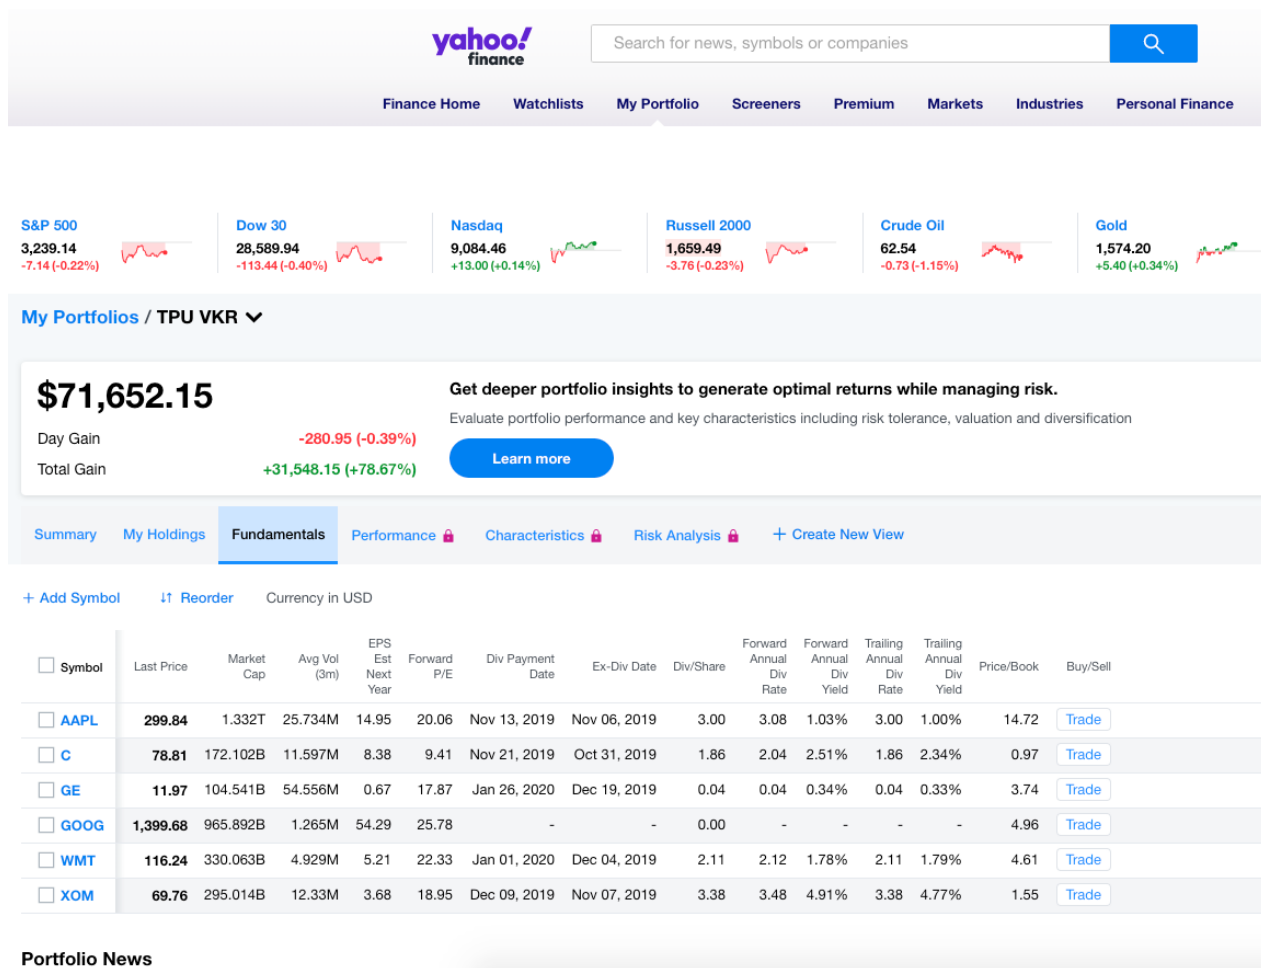 yahoo!
finance
Search for news, symbols or companies
Finance Home Watchlists My Portfolio Screeners Premium Markets Industries Personal Finance
S&P 500 Dow 30 Nasdaq Russell 2000 Crude Oil Gold
3,239.14 28,589.94 9,084.46 1,659.49 62.54 1,574.20
-7.14 (-0.22%) -113.44 (-0.40%) +13.00 (+0.14%) -3.76 (-0.23%) -0.73 (-1.15%) +5.40 (+0.34%)
My Portfolios / TPU VKR
$71,652.15
Day Gain -280.95 (-0.39%)
Total Gain +31,548.15 (+78.67%)
Get deeper portfolio insights to generate optimal returns while managing risk.
Evaluate portfolio performance and key characteristics including risk tolerance, valuation and diversification
Learn more
Summary My Holdings Fundamentals Performance Characteristics Risk Analysis + Create New View
+ Add Symbol Reorder Currency in USD
Symbol Last Price Market Cap Avg Vol (3m) EPS Est Next Year Forward P/E Div Payment Date Ex-Div Date Div/Share Forward Annual Div Rate Forward Annual Div Yield Trailing Annual Div Rate Trailing Annual Div Yield Price/Book Buy/Sell
AAPL 299.84 1.332T 25.734M 14.95 20.06 Nov 13, 2019 Nov 06, 2019 3.00 3.08 1.03% 3.00 1.00% 14.72 Trade
C 78.81 172.102B 11.597M 8.38 9.41 Nov 21, 2019 Oct 31, 2019 1.86 2.04 2.51% 1.86 2.34% 0.97 Trade
GE 11.97 104.541B 54.556M 0.67 17.87 Jan 26, 2020 Dec 19, 2019 0.04 0.04 0.34% 0.04 0.33% 3.74 Trade
GOOG 1,399.68 965.892B 1.265M 54.29 25.78 - - 0.00 - - - - 4.96 Trade
WMT 116.24 330.063B 4.929M 5.21 22.33 Jan 01, 2020 Dec 04, 2019 2.11 2.12 1.78% 2.11 1.79% 4.61 Trade
XOM 69.76 295.014B 12.33M 3.68 18.95 Dec 09, 2019 Nov 07, 2019 3.38 3.48 4.91% 3.38 4.77% 1.55 Trade
Portfolio News